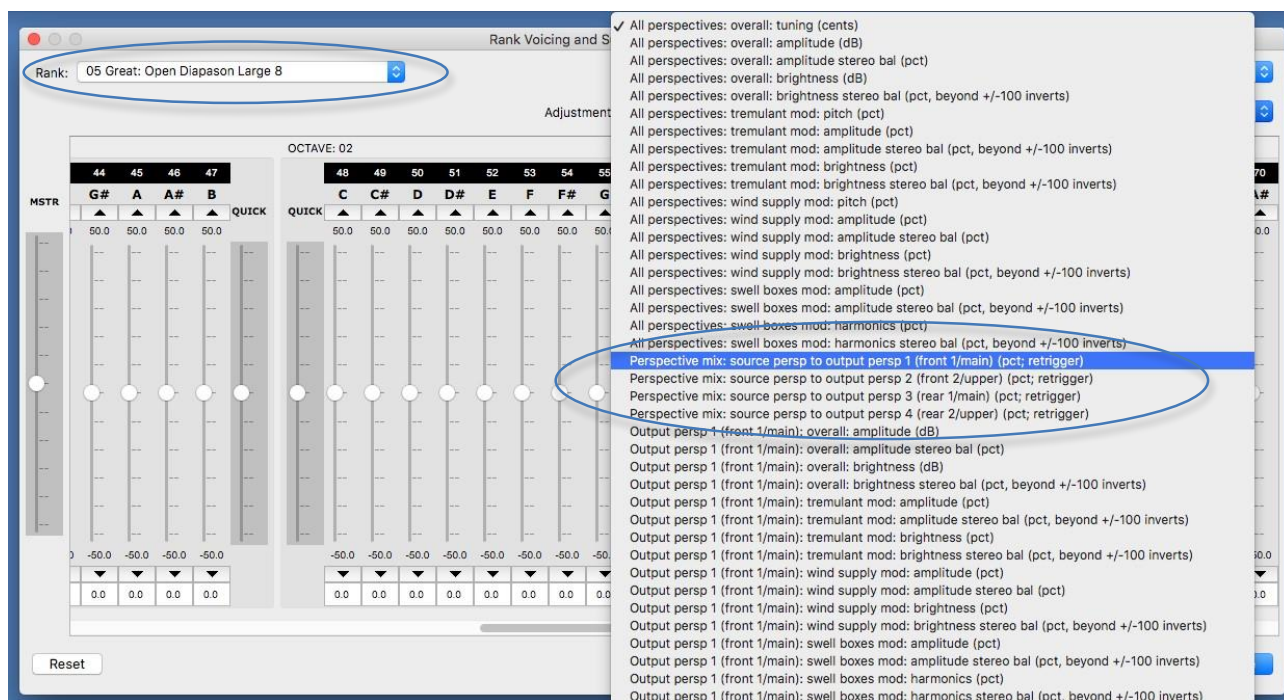 Rank Voicing and S
Rank: 05 Great: Open Diapason Large 8
Adjustment
OCTAVE: 02
44 45 46 47 48 49 50 51 52 53 54 55 70
MSTR G# A A# B QUICK QUICK C C# D D# E F F# G A#
50.0 50.0 50.0 50.0 50.0 50.0 50.0 50.0 50.0 50.0 50.0
-50.0 -50.0 -50.0 -50.0 -50.0 -50.0 -50.0 -50.0 -50.0 -50.0
0.0 0.0 0.0 0.0 0.0 0.0 0.0 0.0 0.0 0.0 0.0
Reset
✓ All perspectives: overall: tuning (cents)
All perspectives: overall: amplitude (dB)
All perspectives: overall: amplitude stereo bal (pct)
All perspectives: overall: brightness (dB)
All perspectives: overall: brightness stereo bal (pct, beyond +/-100 inverts)
All perspectives: tremulant mod: pitch (pct)
All perspectives: tremulant mod: amplitude (pct)
All perspectives: tremulant mod: amplitude stereo bal (pct, beyond +/-100 inverts)
All perspectives: tremulant mod: brightness (pct)
All perspectives: tremulant mod: brightness stereo bal (pct, beyond +/-100 inverts)
All perspectives: wind supply mod: pitch (pct)
All perspectives: wind supply mod: amplitude (pct)
All perspectives: wind supply mod: amplitude stereo bal (pct)
All perspectives: wind supply mod: brightness (pct)
All perspectives: wind supply mod: brightness stereo bal (pct, beyond +/-100 inverts)
All perspectives: swell boxes mod: amplitude (pct)
All perspectives: swell boxes mod: amplitude stereo bal (pct, beyond +/-100 inverts)
All perspectives: swell boxes mod: harmonics (pct)
All perspectives: swell boxes mod: harmonics stereo bal (pct, beyond +/-100 inverts)
Perspective mix: source persp to output persp 1 (front 1/main) (pct; retrigger)
Perspective mix: source persp to output persp 2 (front 2/upper) (pct; retrigger)
Perspective mix: source persp to output persp 3 (rear 1/main) (pct; retrigger)
Perspective mix: source persp to output persp 4 (rear 2/upper) (pct; retrigger)
Output persp 1 (front 1/main): overall: amplitude (dB)
Output persp 1 (front 1/main): overall: amplitude stereo bal (pct)
Output persp 1 (front 1/main): overall: brightness (dB)
Output persp 1 (front 1/main): overall: brightness stereo bal (pct, beyond +/-100 inverts)
Output persp 1 (front 1/main): tremulant mod: amplitude (pct)
Output persp 1 (front 1/main): tremulant mod: amplitude stereo bal (pct, beyond +/-100 inverts)
Output persp 1 (front 1/main): tremulant mod: brightness (pct)
Output persp 1 (front 1/main): tremulant mod: brightness stereo bal (pct, beyond +/-100 inverts)
Output persp 1 (front 1/main): wind supply mod: amplitude (pct)
Output persp 1 (front 1/main): wind supply mod: amplitude stereo bal (pct)
Output persp 1 (front 1/main): wind supply mod: brightness (pct)
Output persp 1 (front 1/main): wind supply mod: brightness stereo bal (pct, beyond +/-100 inverts)
Output persp 1 (front 1/main): swell boxes mod: amplitude (pct)
Output persp 1 (front 1/main): swell boxes mod: amplitude stereo bal (pct, beyond +/-100 inverts)
Output persp 1 (front 1/main): swell boxes mod: harmonics (pct)
Output persp 1 (front 1/main): swell boxes mod: harmonics stereo bal (pct, beyond +/-100 inverts)